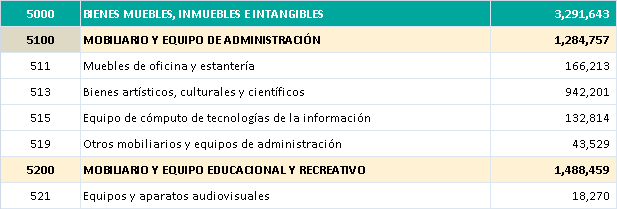 5000 BIENES MUEBLES, INMUEBLES E INTANGIBLES 3,291,643
5100 MOBILIARIO Y EQUIPO DE ADMINISTRACIÓN 1,284,757
511 Muebles de oficina y estantería 166,213
513 Bienes artísticos, culturales y científicos 942,201
515 Equipo de cómputo de tecnologías de la información 132,814
519 Otros mobiliarios y equipos de administración 43,529
5200 MOBILIARIO Y EQUIPO EDUCACIONAL Y RECREATIVO 1,488,459
521 Equipos y aparatos audiovisuales 18,270